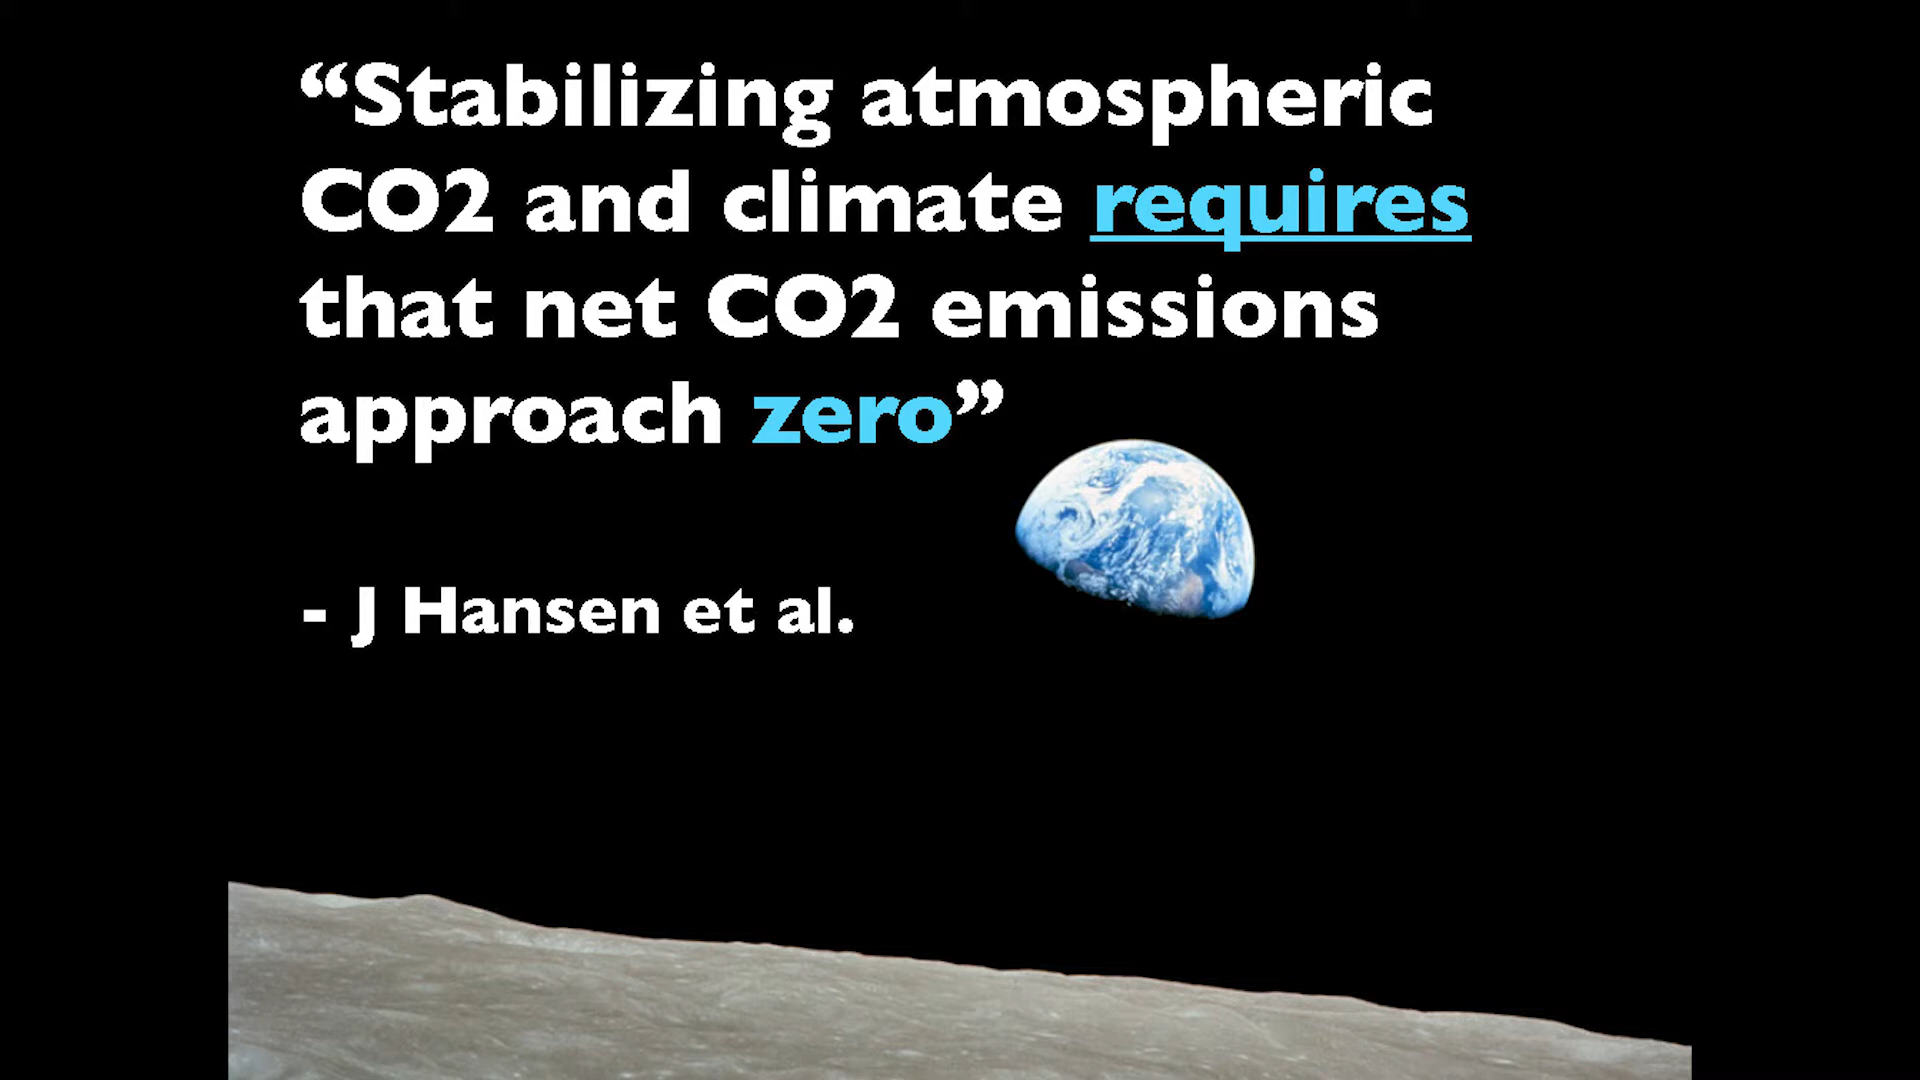 “Stabilizing atmospheric
CO2 and climate requires
that net CO2 emissions
approach zero”
- J Hansen et al.